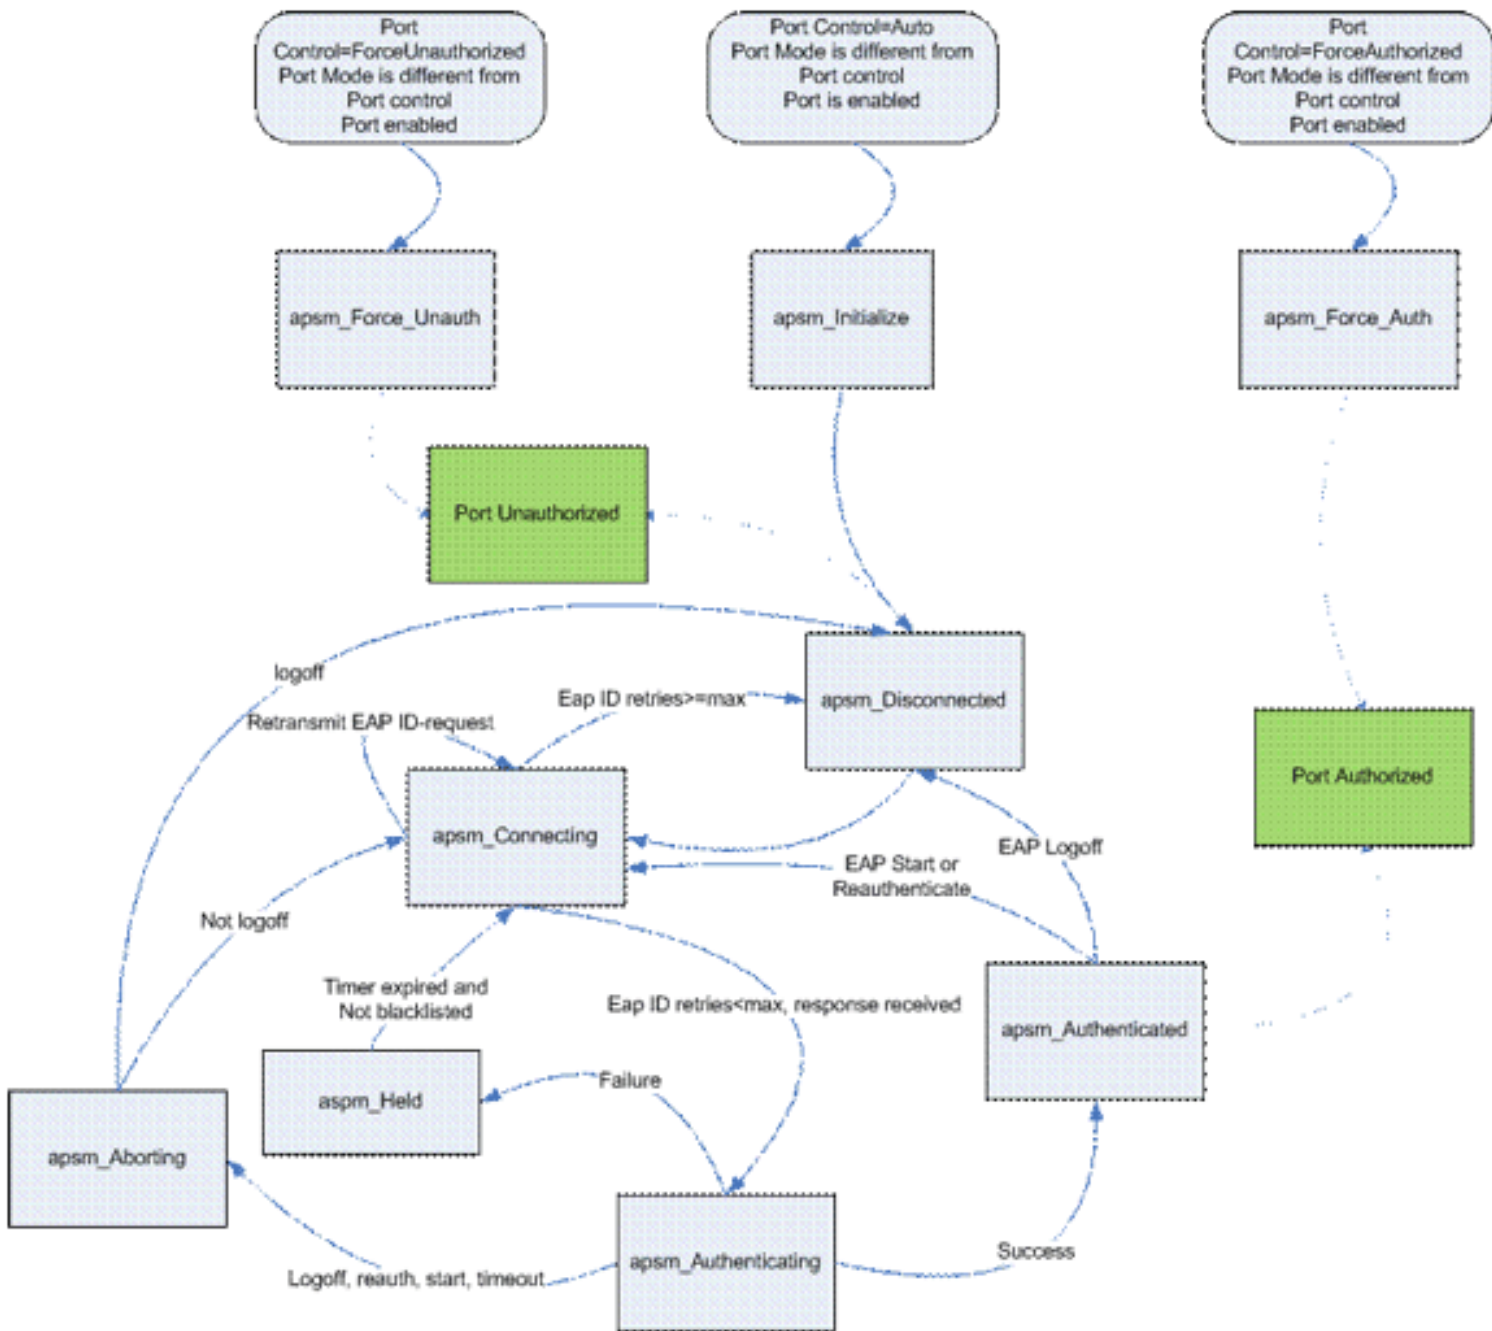 Port
Control=ForceUnauthorized
Port Mode is different from
Port control
Port enabled
Port Control=Auto
Port Mode is different from
Port control
Port is enabled
Port
Control=ForceAuthorized
Port Mode is different from
Port control
Port enabled
apsm_Force_Unauth
apsm_Initialize
apsm_Force_Auth
Port Unauthorized
logoff
Eap ID retries>=max
apsm_Disconnected
Retransmit EAP ID-request
Port Authorized
apsm_Connecting
EAP Logoff
EAP Start or
Reauthenticate
Not logoff
Timer expired and
Not blacklisted
Eap ID retries<max, response received
apsm_Authenticated
Failure
aspm_Held
apsm_Aborting
Success
apsm_Authenticating
Logoff, reauth, start, timeout